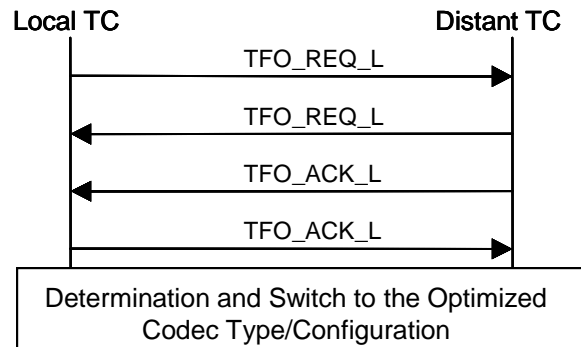 Local TC
Distant TC
TFO_REQ_L
TFO_REQ_L
TFO_ACK_L
TFO_ACK_L
Determination and Switch to the Optimized
Codec Type/Configuration